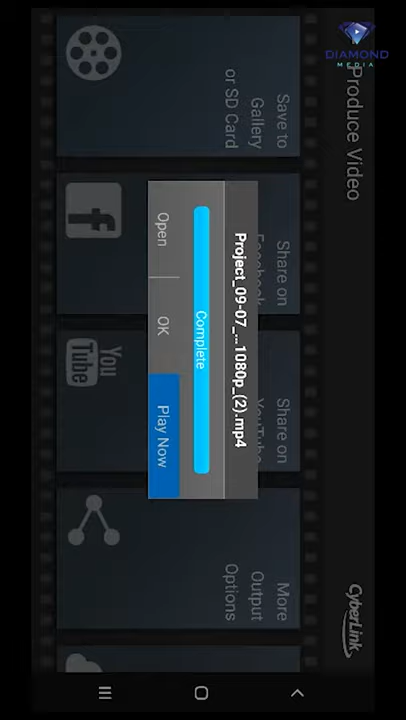 DIAMOND
MEDIA
Produce Video
CyberLink
Save to
Gallery
or SD Card
Share on
Facebook
Share on
YouTube
More
Output
Options
You
Tube
Project_09-07_...1080p_(2).mp4
Complete
Open
OK
Play Now